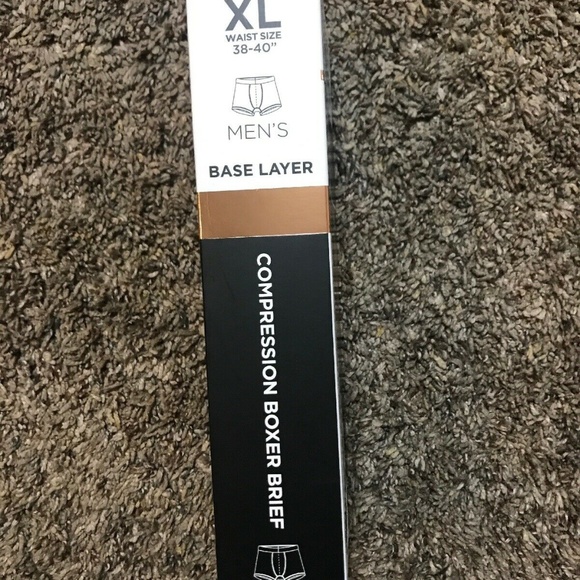 XL
WAIST SIZE
38-40"
MEN'S
BASE LAYER
COMPRESSION BOXER BRIEF